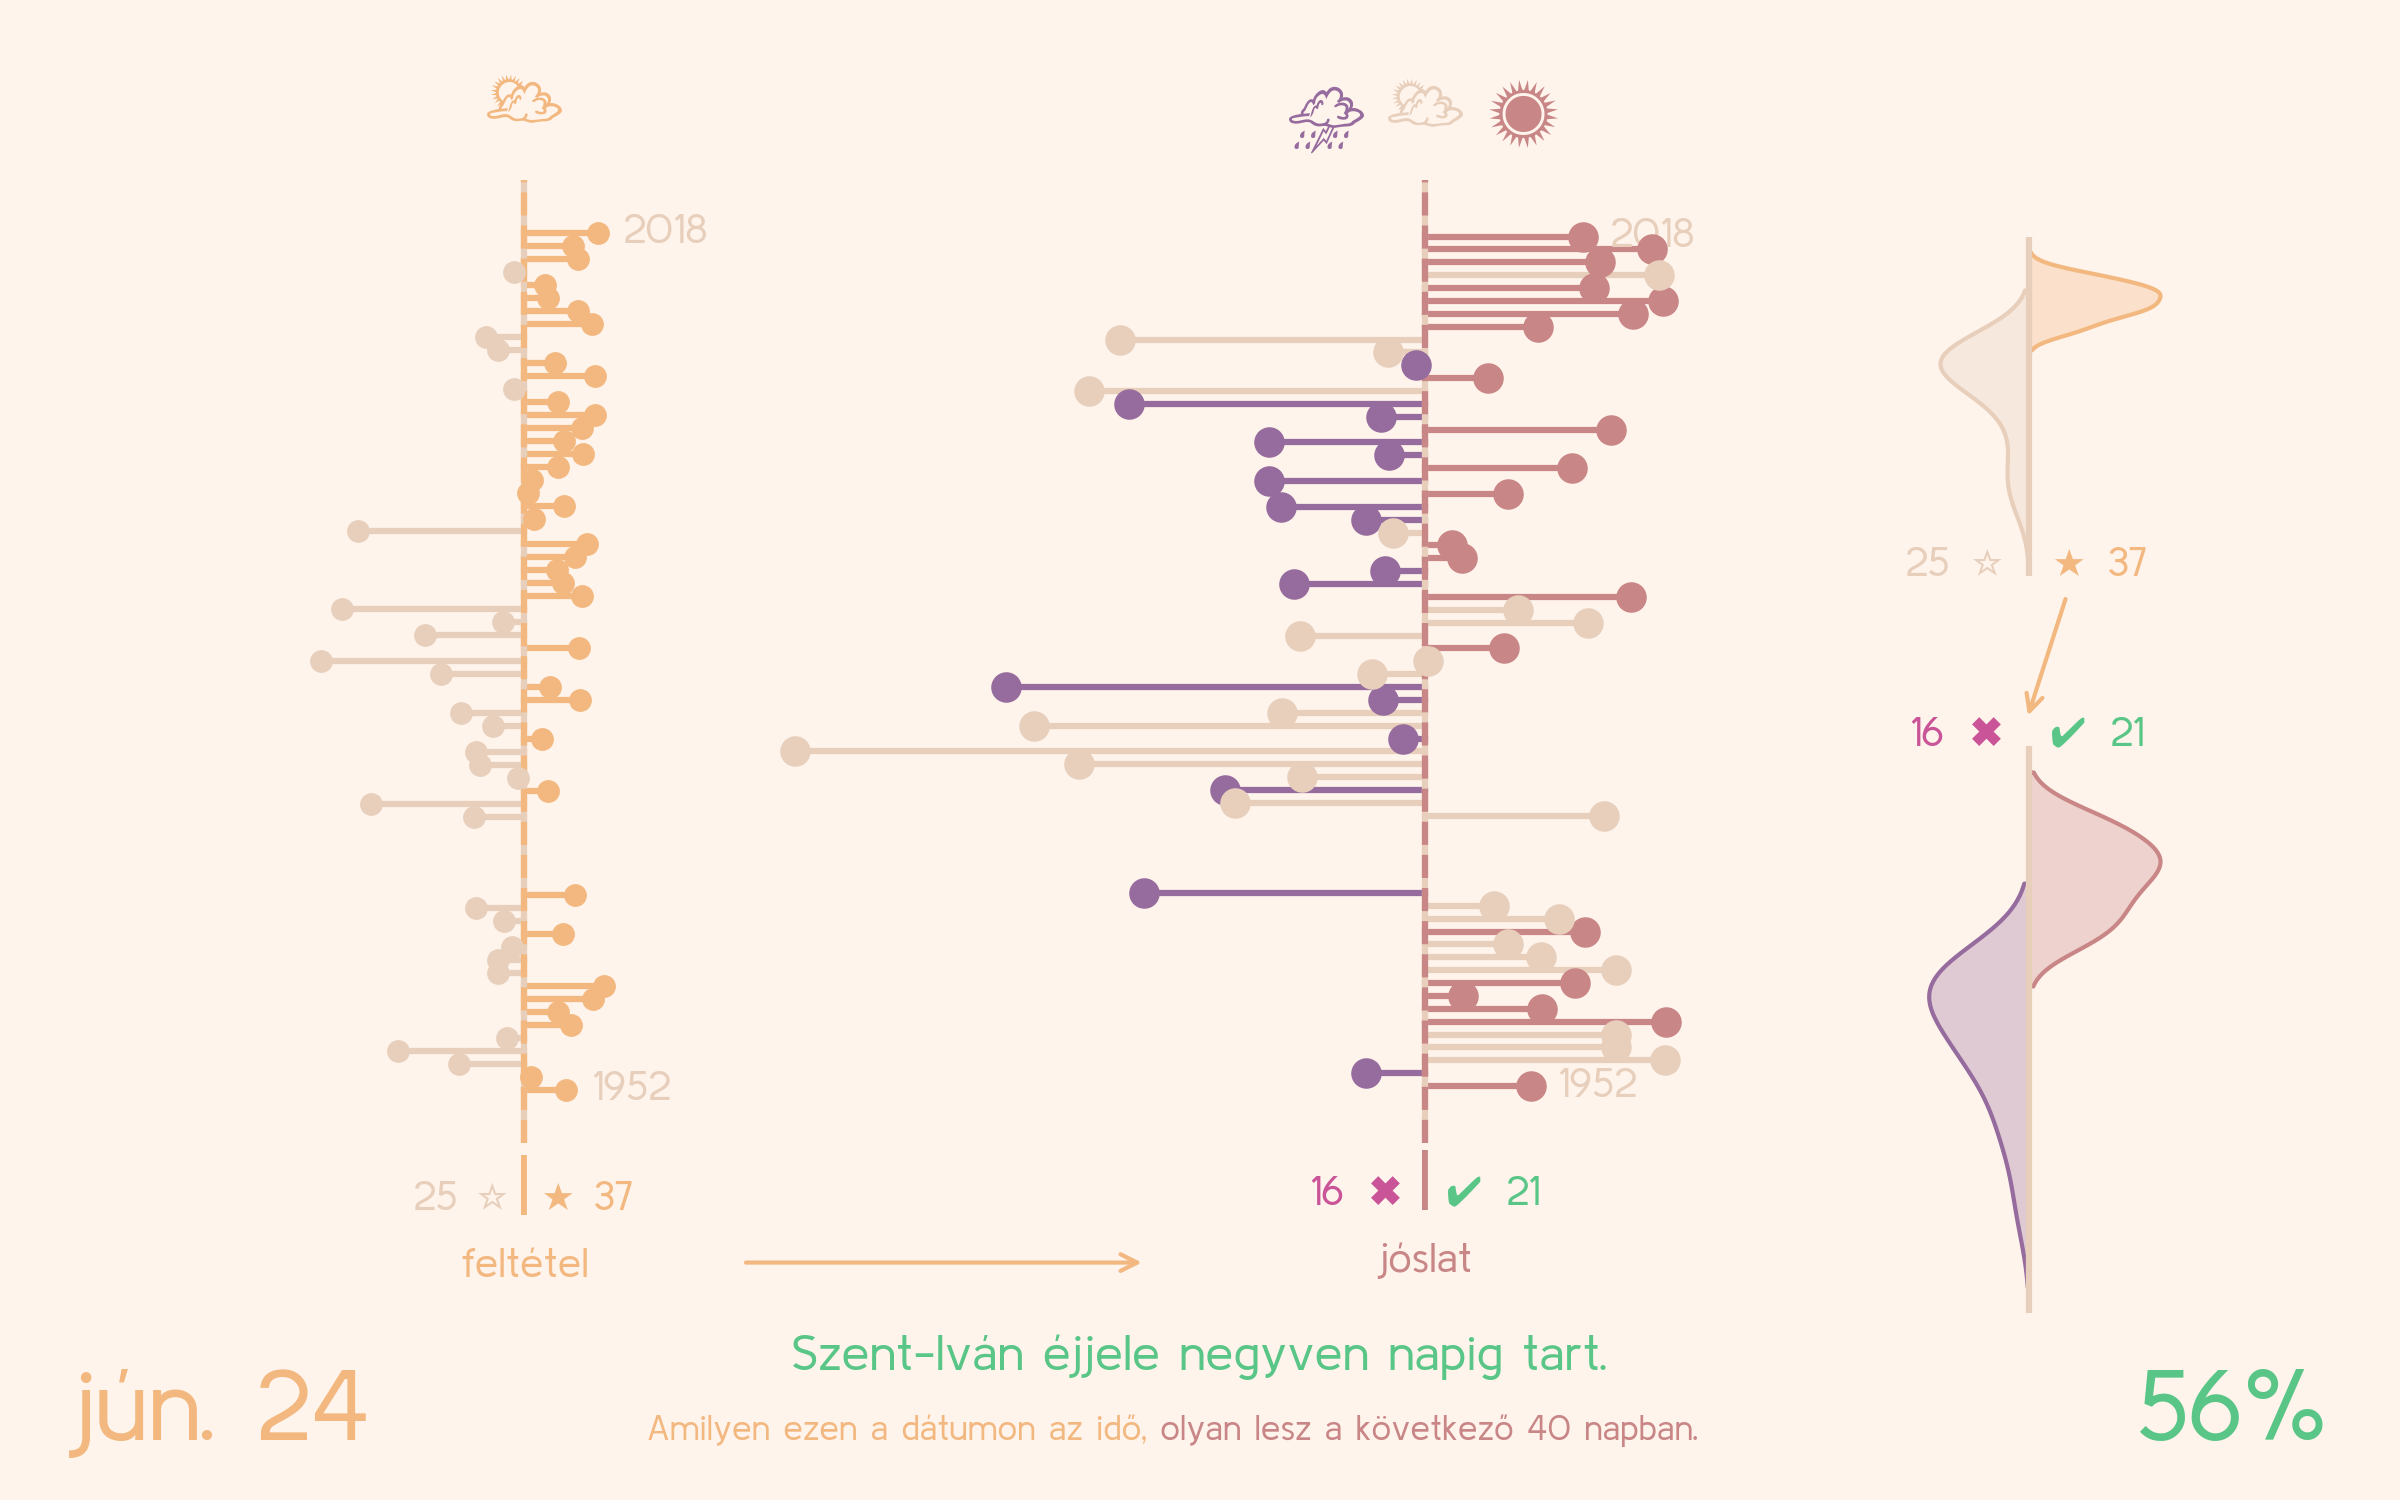 2018
2018
1952
1952
25 ☆ ★ 37
16 ✖ ✔ 21
25 ☆ ★ 37
16 ✖ ✔ 21
feltétel
jóslat
Szent-Iván éjjele negyven napig tart.
jún. 24
56%
Amilyen ezen a dátumon az idő, olyan lesz a következő 40 napban.